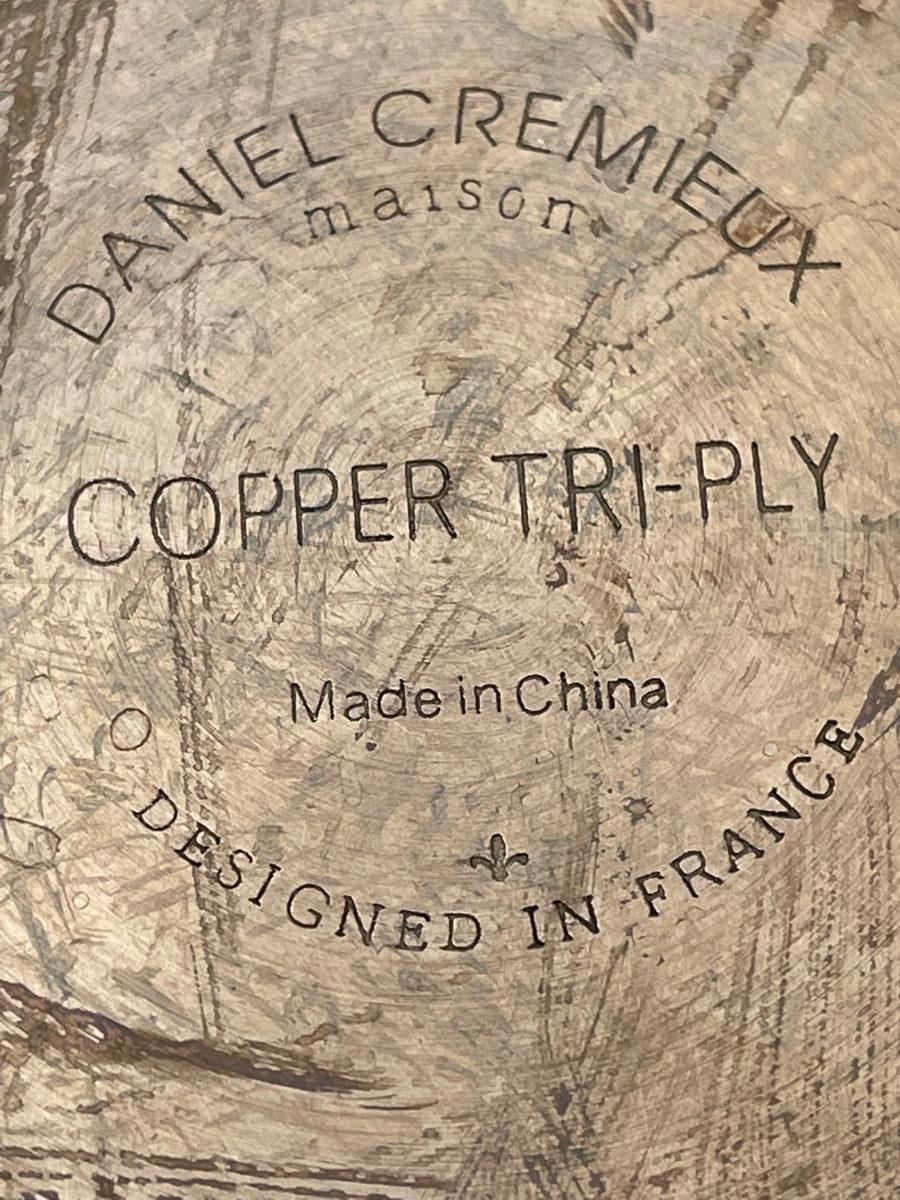 DANIEL CREMIEUX
maison
COPPER TRI-PLY
Made in China
DESIGNED IN FRANCE